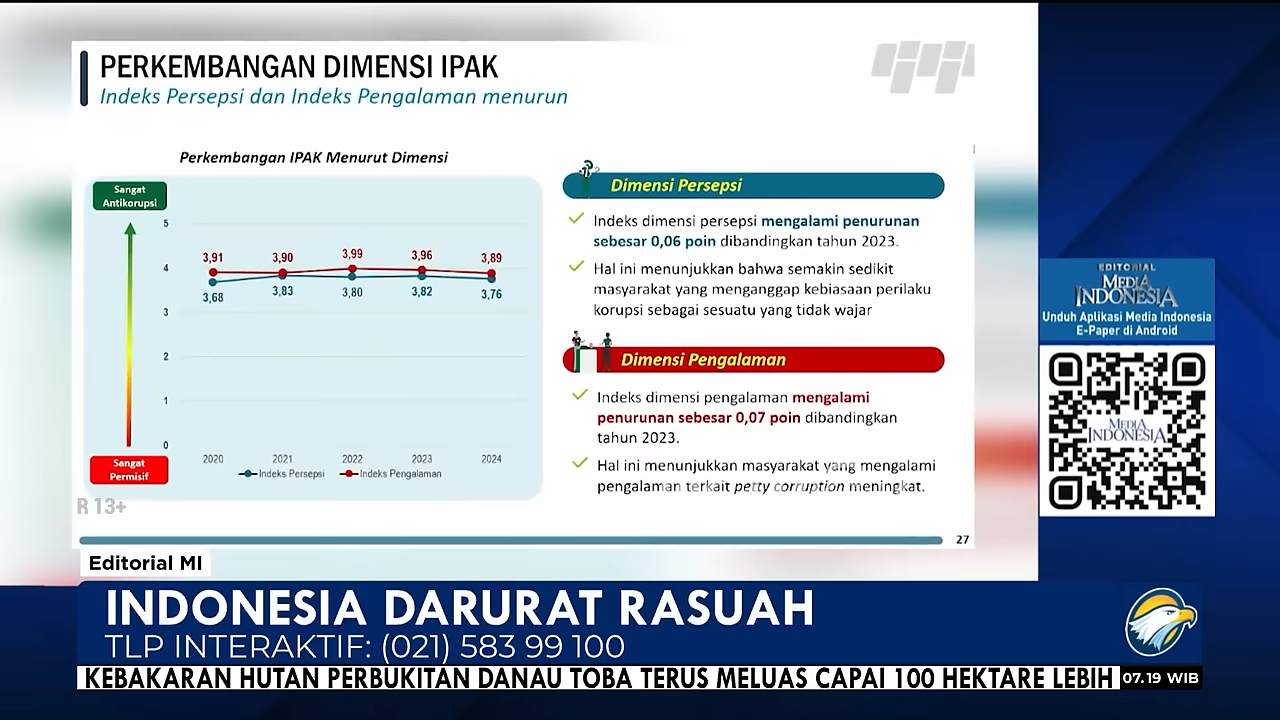 PERKEMBANGAN DIMENSI IPAK
Indeks Persepsi dan Indeks Pengalaman menurun
Perkembangan IPAK Menurut Dimensi
Sangat
Antikorupsi
5
4
3
2
1
0
Sangat
Permisif
3,91 3,90 3,99 3,96 3,89
3,68 3,83 3,80 3,82 3,76
2020 2021 2022 2023 2024
Indeks Persepsi Indeks Pengalaman
R 13+
Dimensi Persepsi
Indeks dimensi persepsi mengalami penurunan
sebesar 0,06 poin dibandingkan tahun 2023.
Hal ini menunjukkan bahwa semakin sedikit
masyarakat yang menganggap kebiasaan perilaku
korupsi sebagai sesuatu yang tidak wajar
Dimensi Pengalaman
Indeks dimensi pengalaman mengalami
penurunan sebesar 0,07 poin dibandingkan
tahun 2023.
Hal ini menunjukkan masyarakat yang mengalami
pengalaman terkait petty corruption meningkat.
27
EDITORIAL
MEDIA
INDONESIA
Unduh Aplikasi Media Indonesia
E-Paper di Android
MEDIA
INDONESIA
Editorial MI
INDONESIA DARURAT RASUAH
TLP INTERAKTIF: (021) 583 99 100
KEBAKARAN HUTAN PERBUKITAN DANAU TOBA TERUS MELUAS CAPAI 100 HEKTARE LEBIH
07.19 WIB